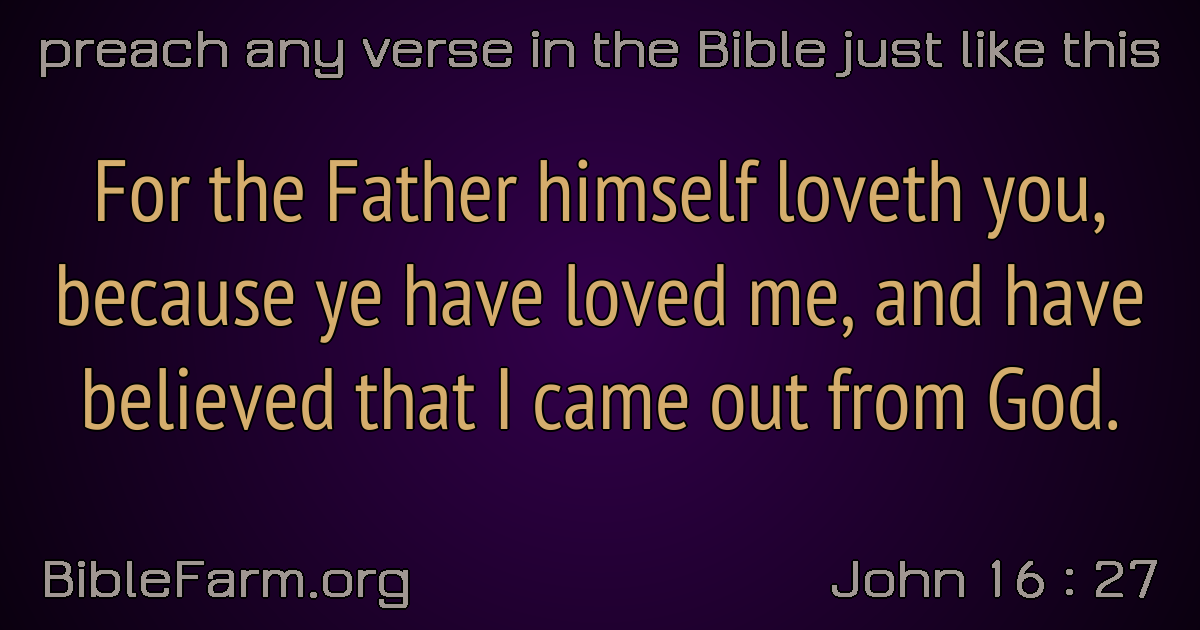 preach any verse in the Bible just like this
For the Father himself loveth you,
because ye have loved me, and have
believed that I came out from God.
BibleFarm.org
John 16 : 27